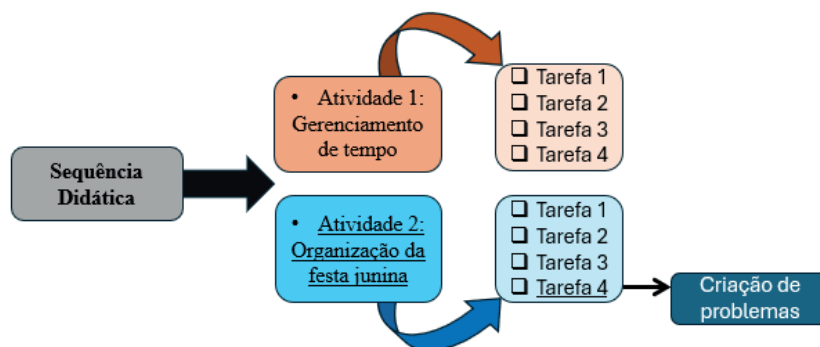 Sequência
Didática
• Atividade 1:
Gerenciamento
de tempo
❑ Tarefa 1
❑ Tarefa 2
❑ Tarefa 3
❑ Tarefa 4
• Atividade 2:
Organização da
festa junina
❑ Tarefa 1
❑ Tarefa 2
❑ Tarefa 3
❑ Tarefa 4
Criação de
problemas